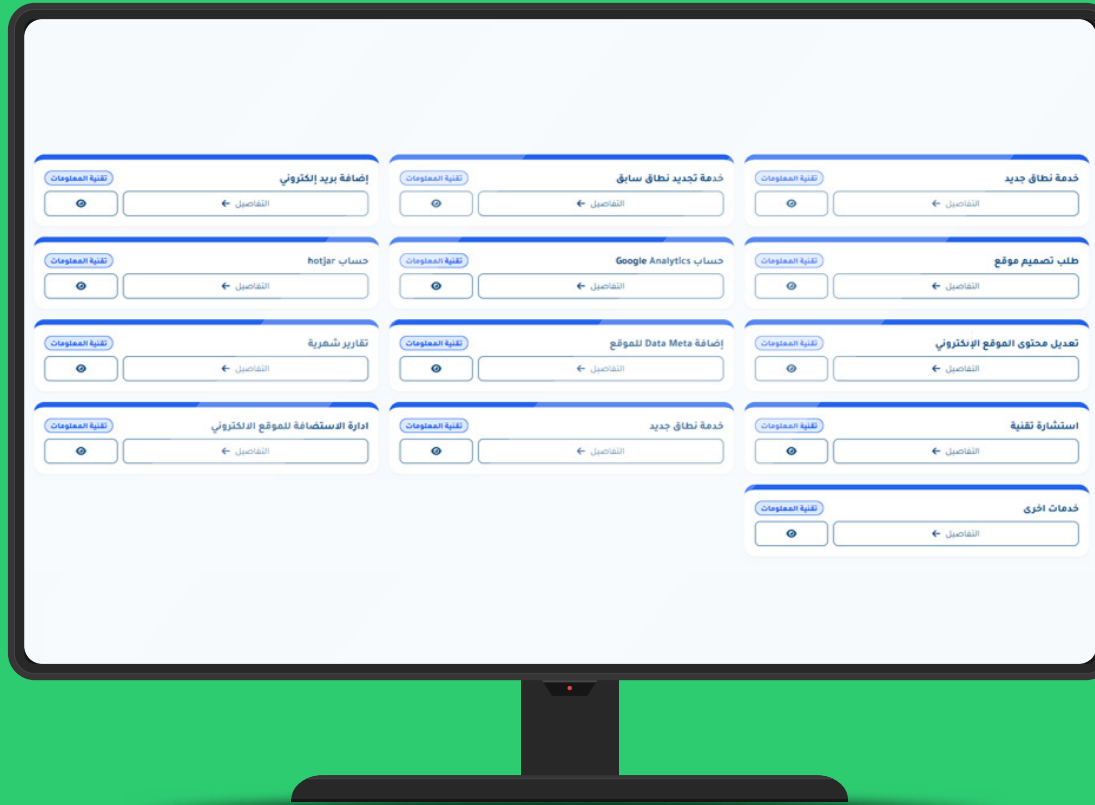 خدمة نطاق جديد
تقنية المعلومات
التفاصيل ←
خدمة تجديد نطاق سابق
تقنية المعلومات
التفاصيل ←
إضافة بريد إلكتروني
تقنية المعلومات
التفاصيل ←
طلب تصميم موقع
تقنية المعلومات
التفاصيل ←
حساب Google Analytics
تقنية المعلومات
التفاصيل ←
حساب hotjar
تقنية المعلومات
التفاصيل ←
تعديل محتوى الموقع الإلكتروني
تقنية المعلومات
التفاصيل ←
إضافة Data Meta للموقع
تقنية المعلومات
التفاصيل ←
تقارير شهرية
تقنية المعلومات
التفاصيل ←
استشارة تقنية
تقنية المعلومات
التفاصيل ←
خدمة نطاق جديد
تقنية المعلومات
التفاصيل ←
ادارة الاستضافة للموقع الالكتروني
تقنية المعلومات
التفاصيل ←
خدمات اخرى
تقنية المعلومات
التفاصيل ←